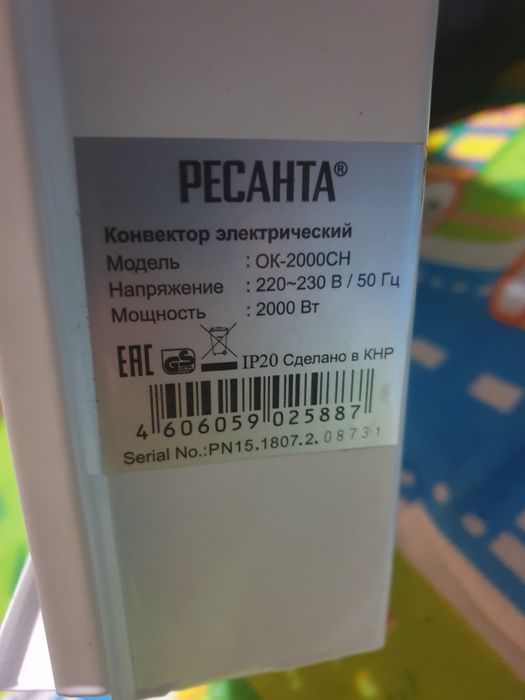 РЕСАНТА®
Конвектор электрический
Модель : ОК-2000СН
Напряжение : 220~230 В / 50 Гц
Мощность : 2000 Вт
EAC GS IP20 Сделано в КНР
4 606059 025887
Serial No.:PN15.1807.2. 08731